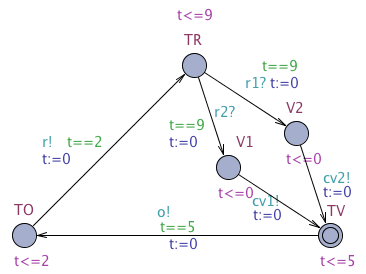 t<=9
TR
t==9
r1? t:=0
r2?
V2
t==9
t:=0
V1
r! t==2
t:=0
t<=0
t<=0
cv2!
t:=0
cv1!
t:=0
TO
TV
o!
t==5
t:=0
t<=2
t<=5